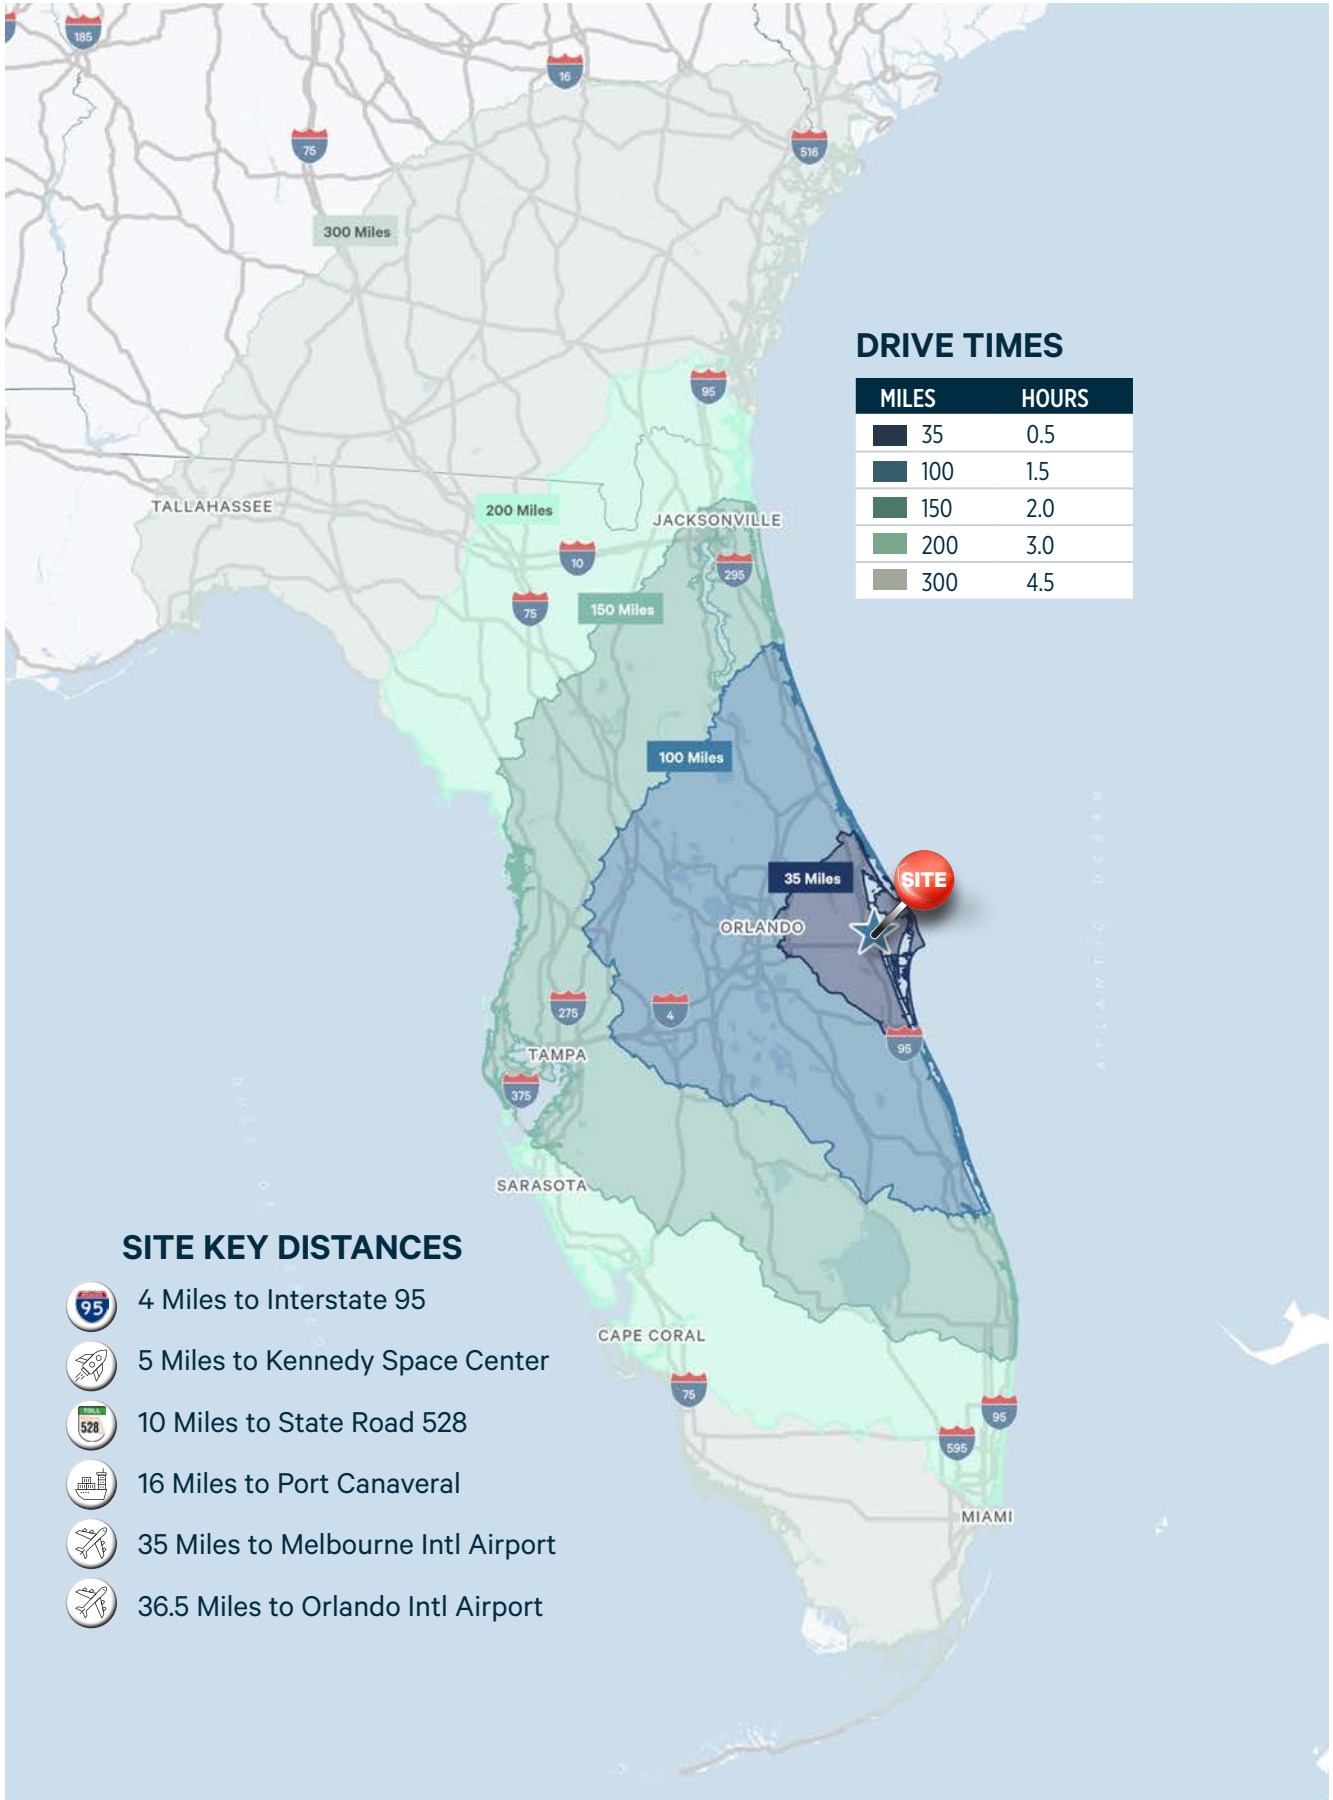 185
16
75
516
300 Miles
95
DRIVE TIMES
MILES HOURS
35 0.5
100 1.5
150 2.0
200 3.0
300 4.5
TALLAHASSEE
200 Miles
JACKSONVILLE
10
295
75
150 Miles
100 Miles
35 Miles
SITE
ORLANDO
ATLANTIC OCEAN
275
4
95
TAMPA
375
SARASOTA
SITE KEY DISTANCES
95 4 Miles to Interstate 95
5 Miles to Kennedy Space Center
TOLL
528 10 Miles to State Road 528
16 Miles to Port Canaveral
35 Miles to Melbourne Intl Airport
36.5 Miles to Orlando Intl Airport
CAPE CORAL
75
95
595
MIAMI